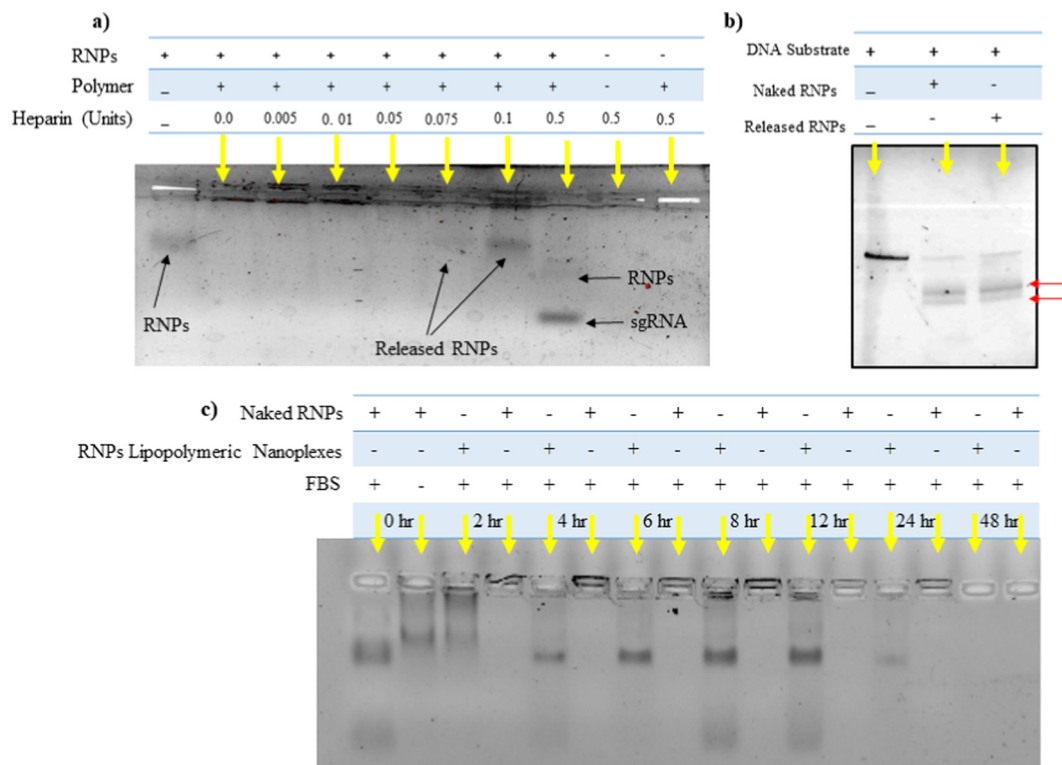 a)
RNPs + + + + + + + + - -
Polymer _ + + + + + + + - +
Heparin (Units) _ 0.0 0.005 0.01 0.05 0.075 0.1 0.5 0.5 0.5
RNPs
Released RNPs
RNPs
sgRNA
b)
DNA Substrate + + +
Naked RNPs _ + -
Released RNPs _ - +
c)
Naked RNPs + + - + - + - + - + - + - + - +
RNPs Lipopolymeric Nanoplexes - - + - + - + - + - + - + - + -
FBS + - + + + + + + + + + + + + + +
0 hr 2 hr 4 hr 6 hr 8 hr 12 hr 24 hr 48 hr